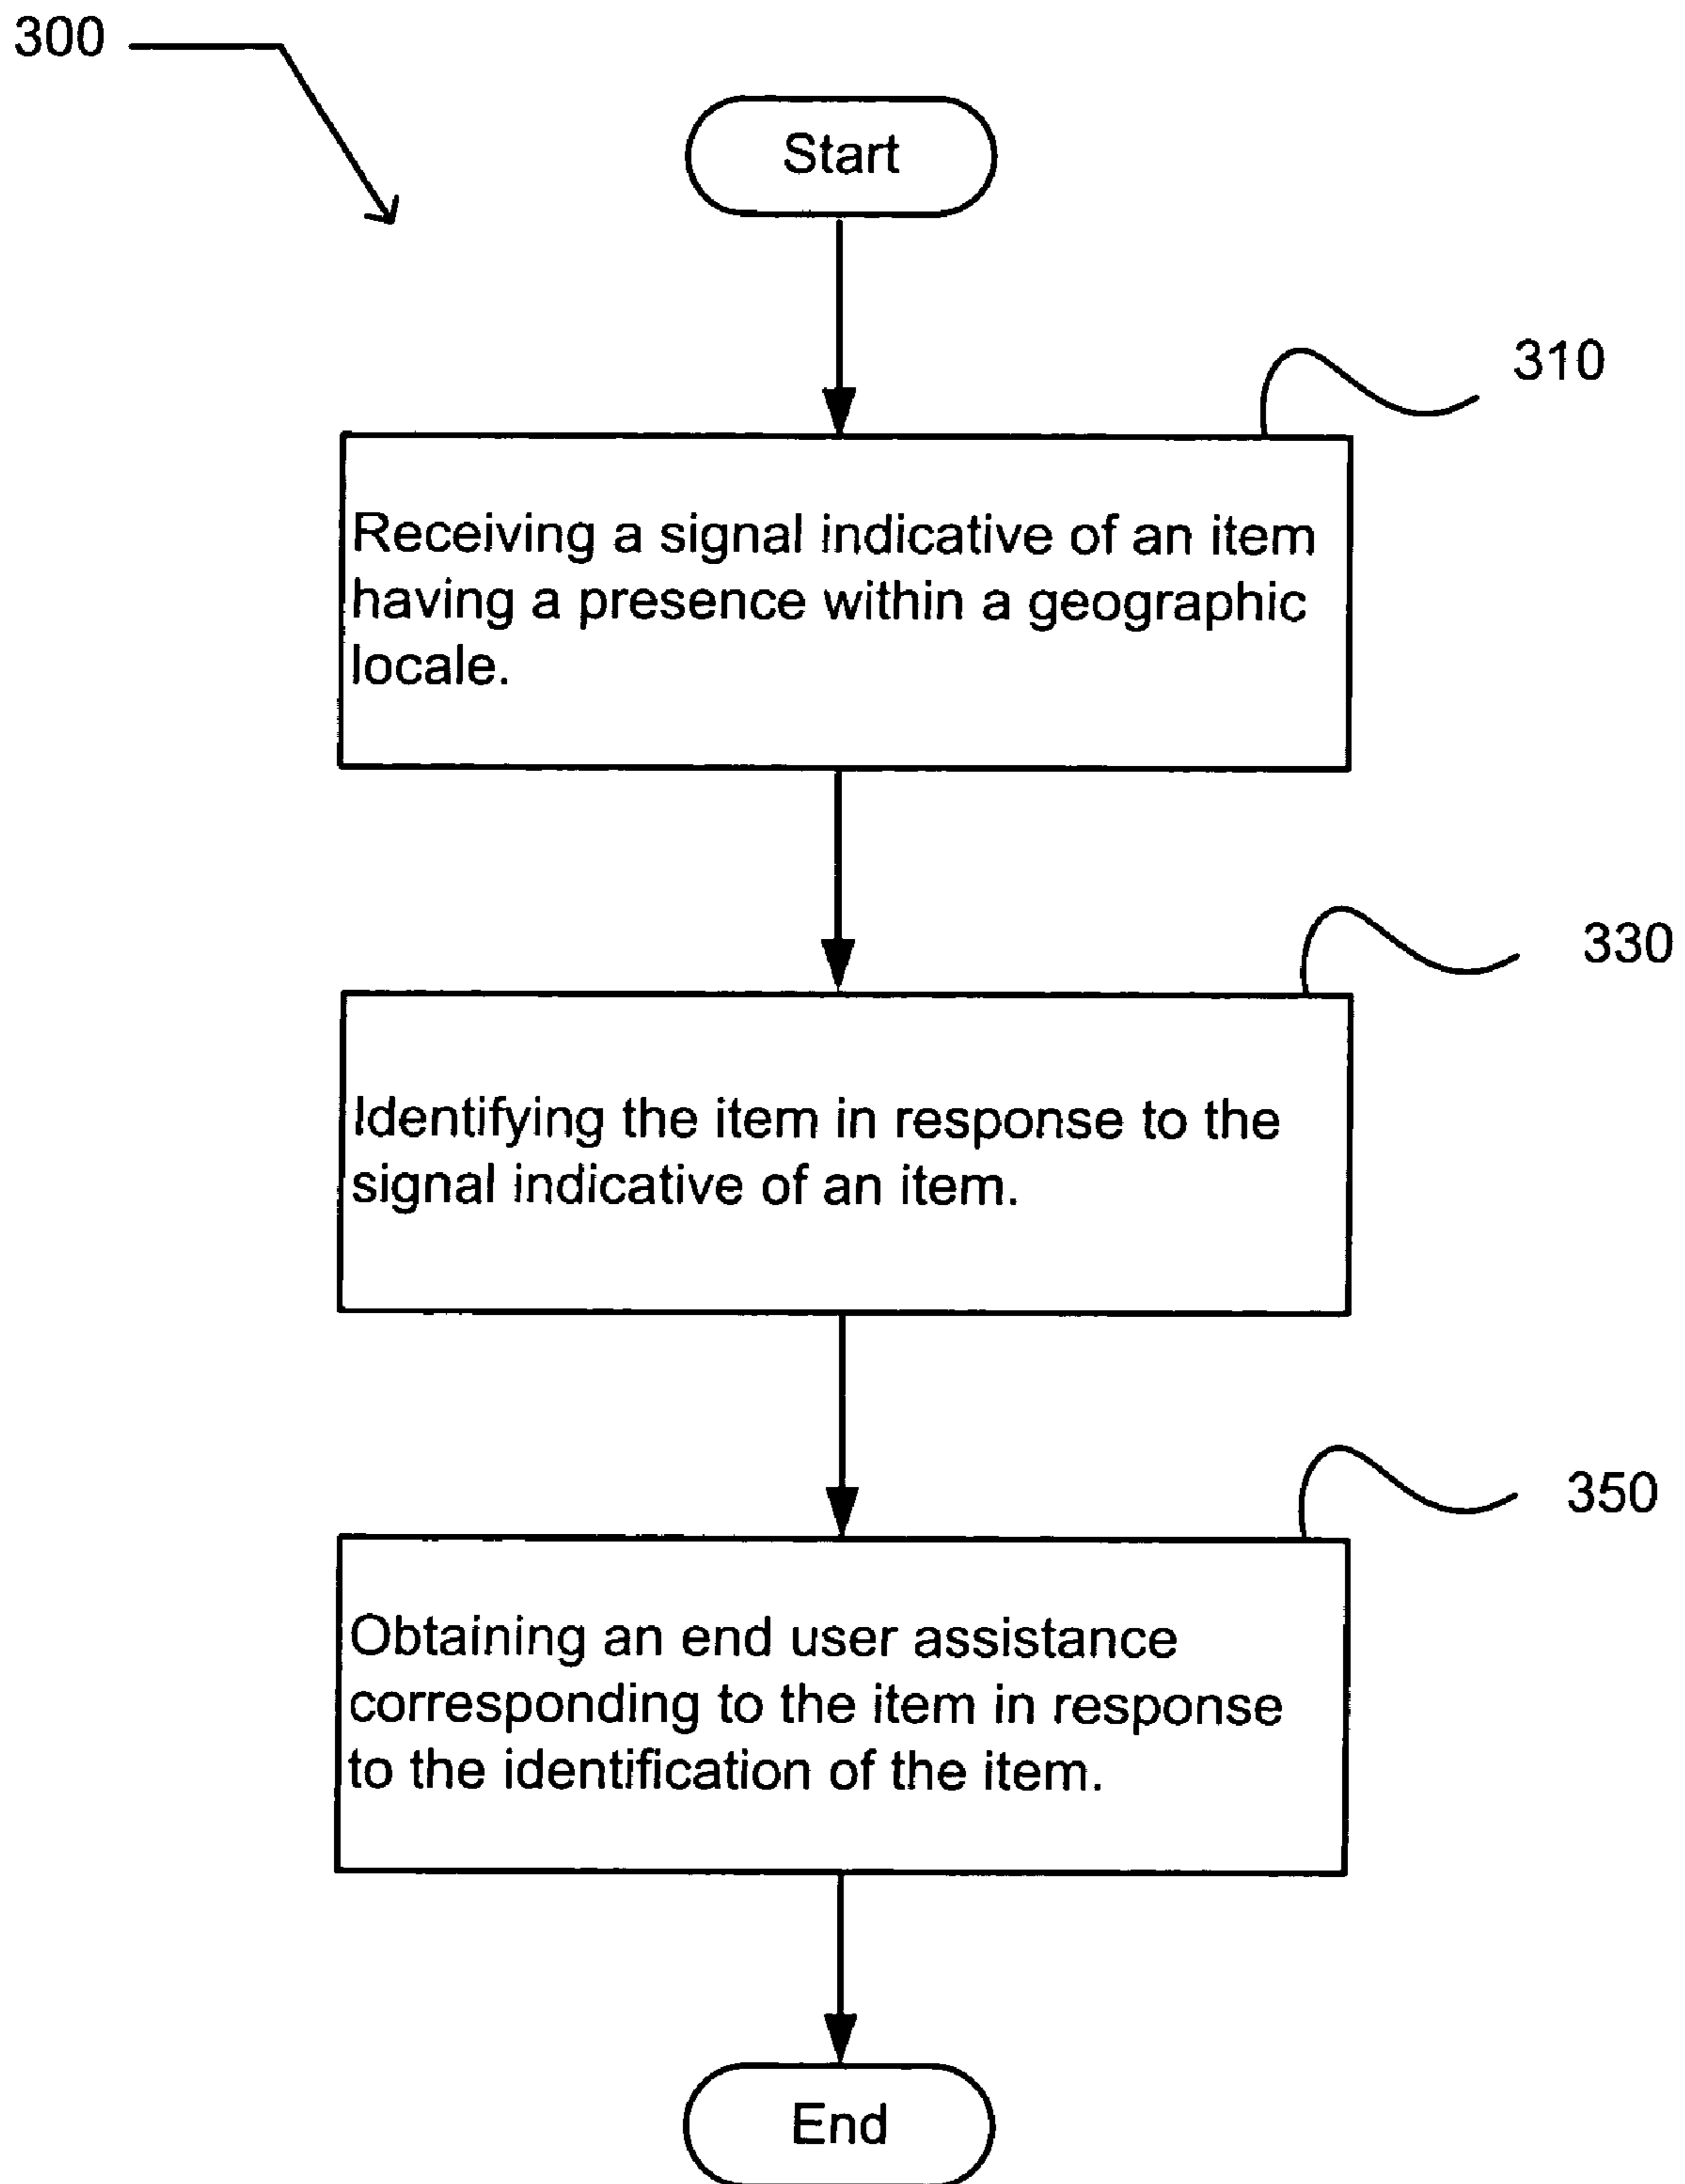 300
Start
310
Receiving a signal indicative of an item
having a presence within a geographic
locale.
330
Identifying the item in response to the
signal indicative of an item.
350
Obtaining an end user assistance
corresponding to the item in response
to the identification of the item.
End